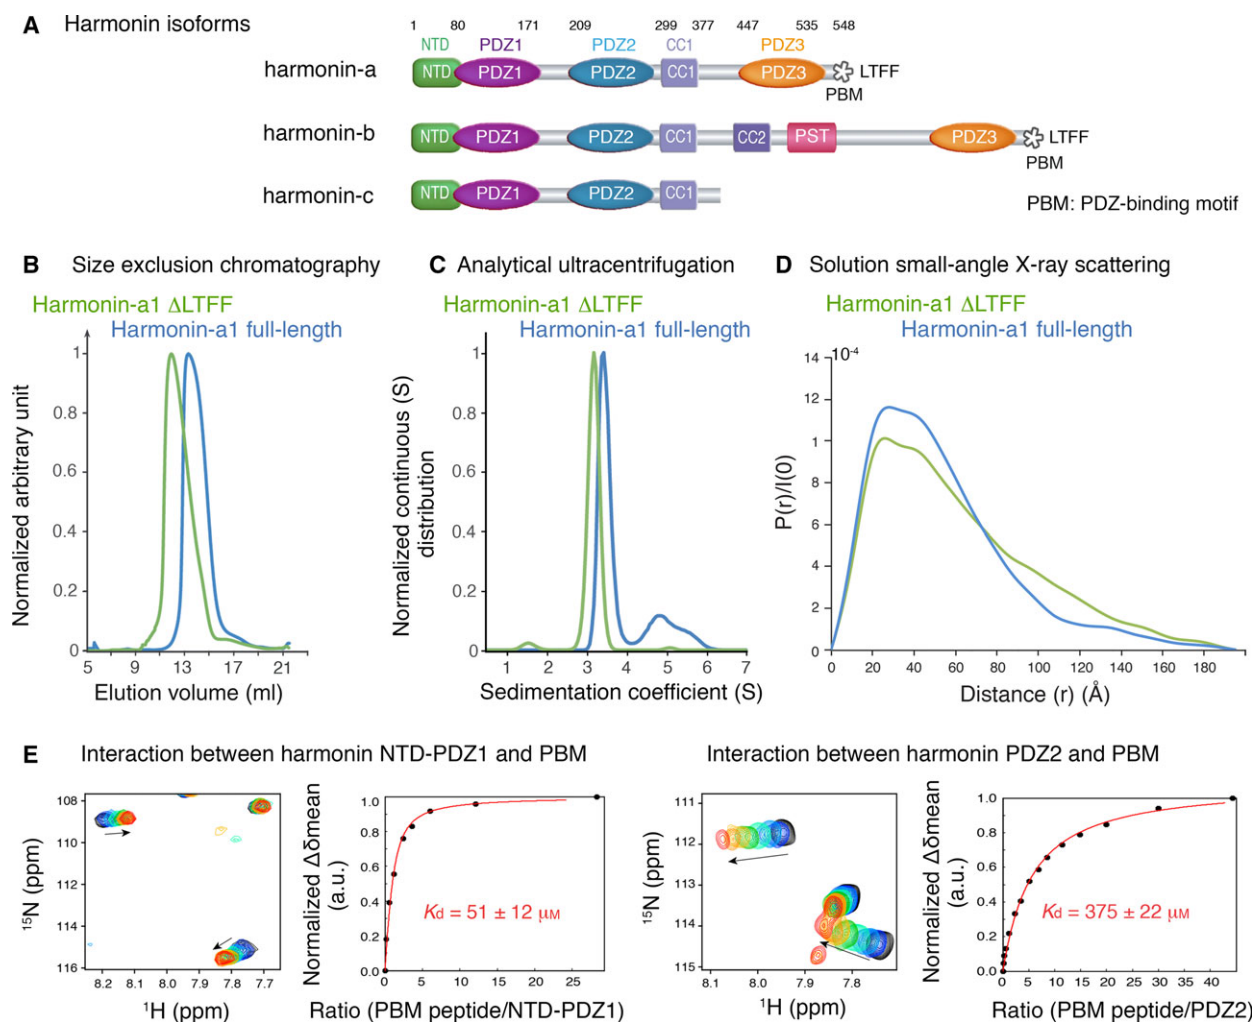 A Harmonin isoforms
1 80 171 209 299 377 447 535 548
NTD PDZ1 PDZ2 CC1 PDZ3
harmonin-a NTD PDZ1 PDZ2 CC1 PDZ3 LTFF
PBM
harmonin-b NTD PDZ1 PDZ2 CC1 CC2 PST PDZ3 LTFF
PBM
harmonin-c NTD PDZ1 PDZ2 CC1
PBM: PDZ-binding motif
B Size exclusion chromatography
Harmonin-a1 ΔLTFF
Harmonin-a1 full-length
Normalized arbitrary unit
1
0.8
0.6
0.4
0.2
0
5 9 13 17 21
Elution volume (ml)
C Analytical ultracentrifugation
Harmonin-a1 ΔLTFF
Harmonin-a1 full-length
Normalized continuous (S)
distribution
1
0.8
0.6
0.4
0.2
0
1 2 3 4 5 6 7
Sedimentation coefficient (S)
D Solution small-angle X-ray scattering
Harmonin-a1 ΔLTFF
Harmonin-a1 full-length
P(r)/I(0)
14 10⁻⁴
12
10
8
6
4
2
0
0 20 40 60 80 100 120 140 160
Distance (r) (Å)
E Interaction between harmonin NTD-PDZ1 and PBM
¹⁵N (ppm)
108
110
112
114
116
8.2 8.1 8.0 7.9 7.8 7.7
¹H (ppm)
Normalized Δδmean
(a.u.)
1.0
0.8
0.6
0.4
0.2
0.0
Kd = 51 ± 12 μM
0 5 10 15 20 25
Ratio (PBM peptide/NTD-PDZ1)
Interaction between harmonin PDZ2 and PBM
¹⁵N (ppm)
111
112
113
114
115
8.1 8.0 7.9 7.8
¹H (ppm)
Normalized Δδmean
(a.u.)
1.0
0.8
0.6
0.4
0.2
0.0
Kd = 375 ± 22 μM
0 10 20 30 40
Ratio (PBM peptide/PDZ2)